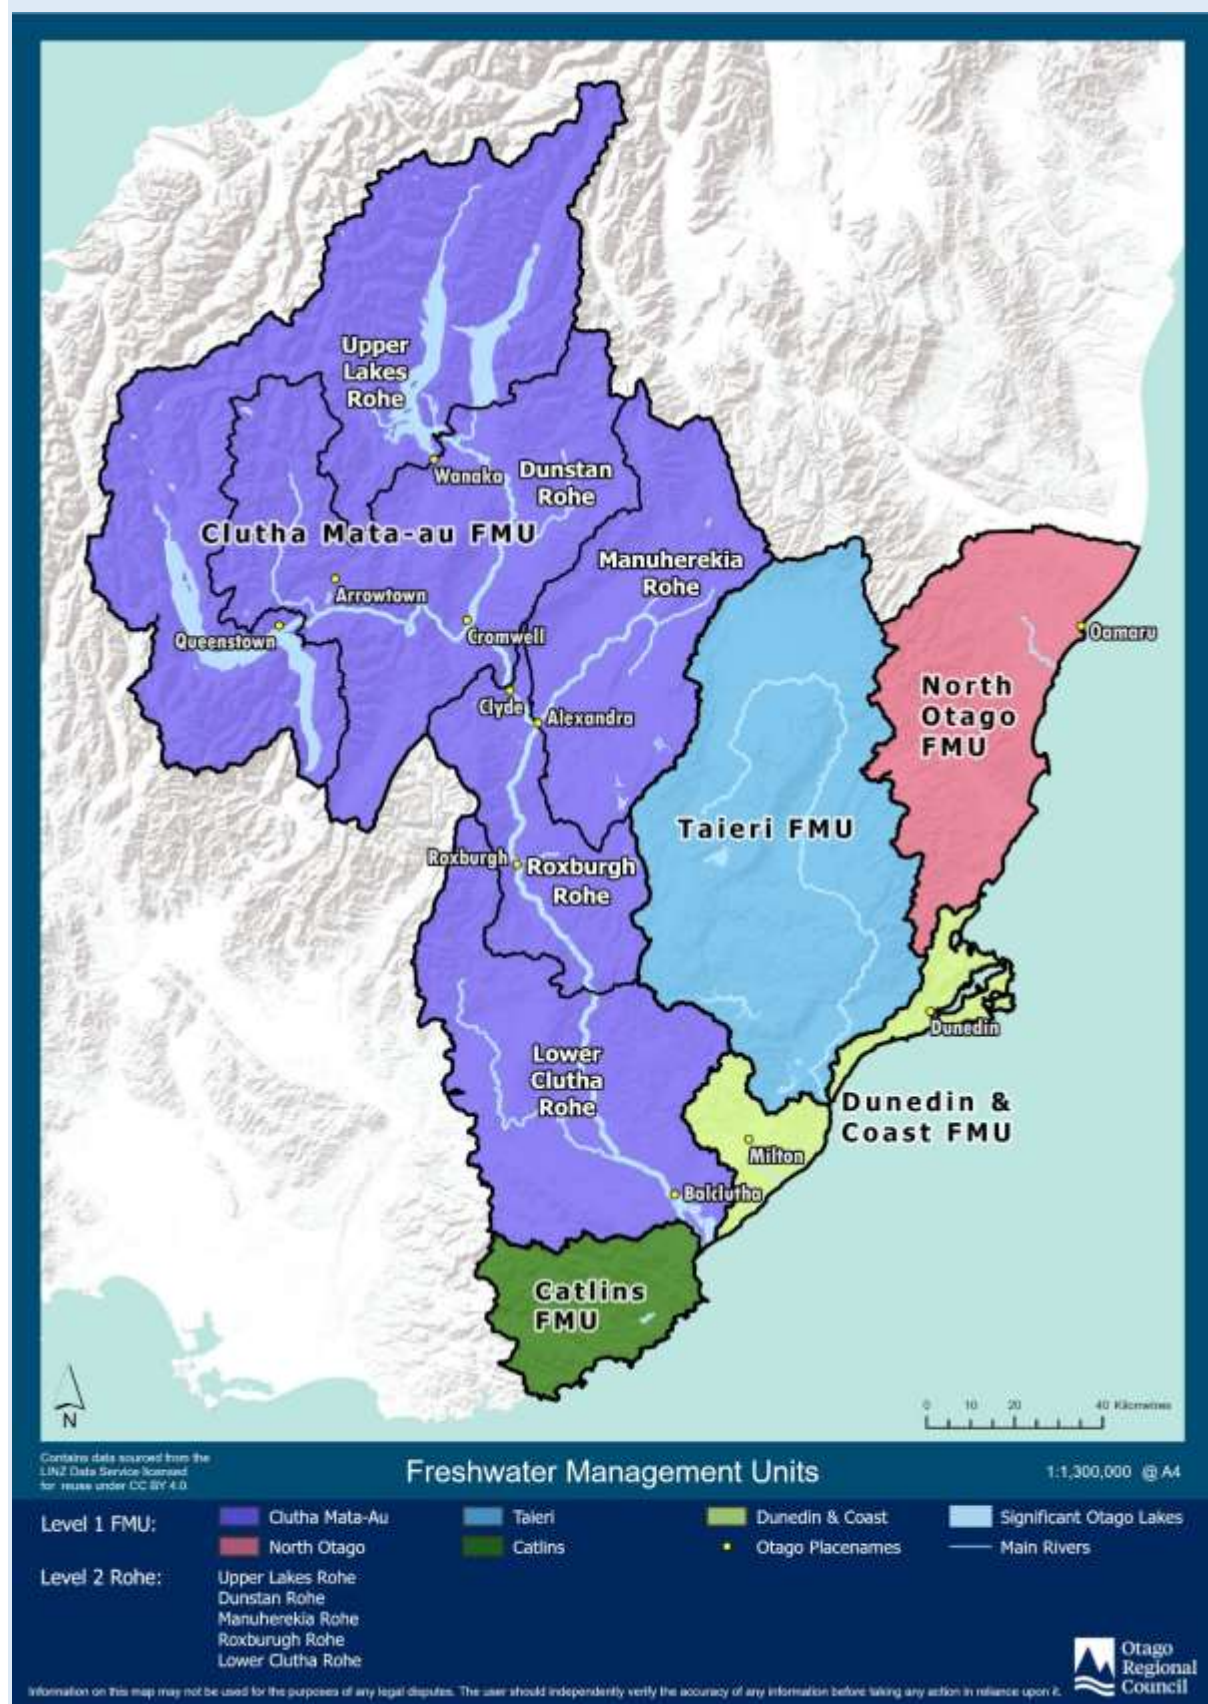 Upper
Lakes
Rohe
Wanaka
Dunstan
Rohe
Clutha Mata-au FMU
Manuherekia
Rohe
Arrowtown
Queenstown
Cromwell
Oamaru
North
Otago
FMU
Clyde
Alexandra
Taieri FMU
Roxburgh
Roxburgh
Rohe
Dunedin
Lower
Clutha
Rohe
Dunedin &
Coast FMU
Milton
Balclutha
Catlins
FMU
N
0 10 20 40 Kilometres
Contains data sourced from the
LINZ Data Service licensed
for reuse under CC BY 4.0
Freshwater Management Units
1:1,300,000 @ A4
Level 1 FMU:
Clutha Mata-Au
Taieri
Dunedin & Coast
Significant Otago Lakes
North Otago
Catlins
Otago Placenames
Main Rivers
Level 2 Rohe:
Upper Lakes Rohe
Dunstan Rohe
Manuherekia Rohe
Roxburugh Rohe
Lower Clutha Rohe
Otago
Regional
Council
Information on this map may not be used for the purposes of any legal disputes. The user should independently verify the accuracy of any information before taking any action in reliance upon it.